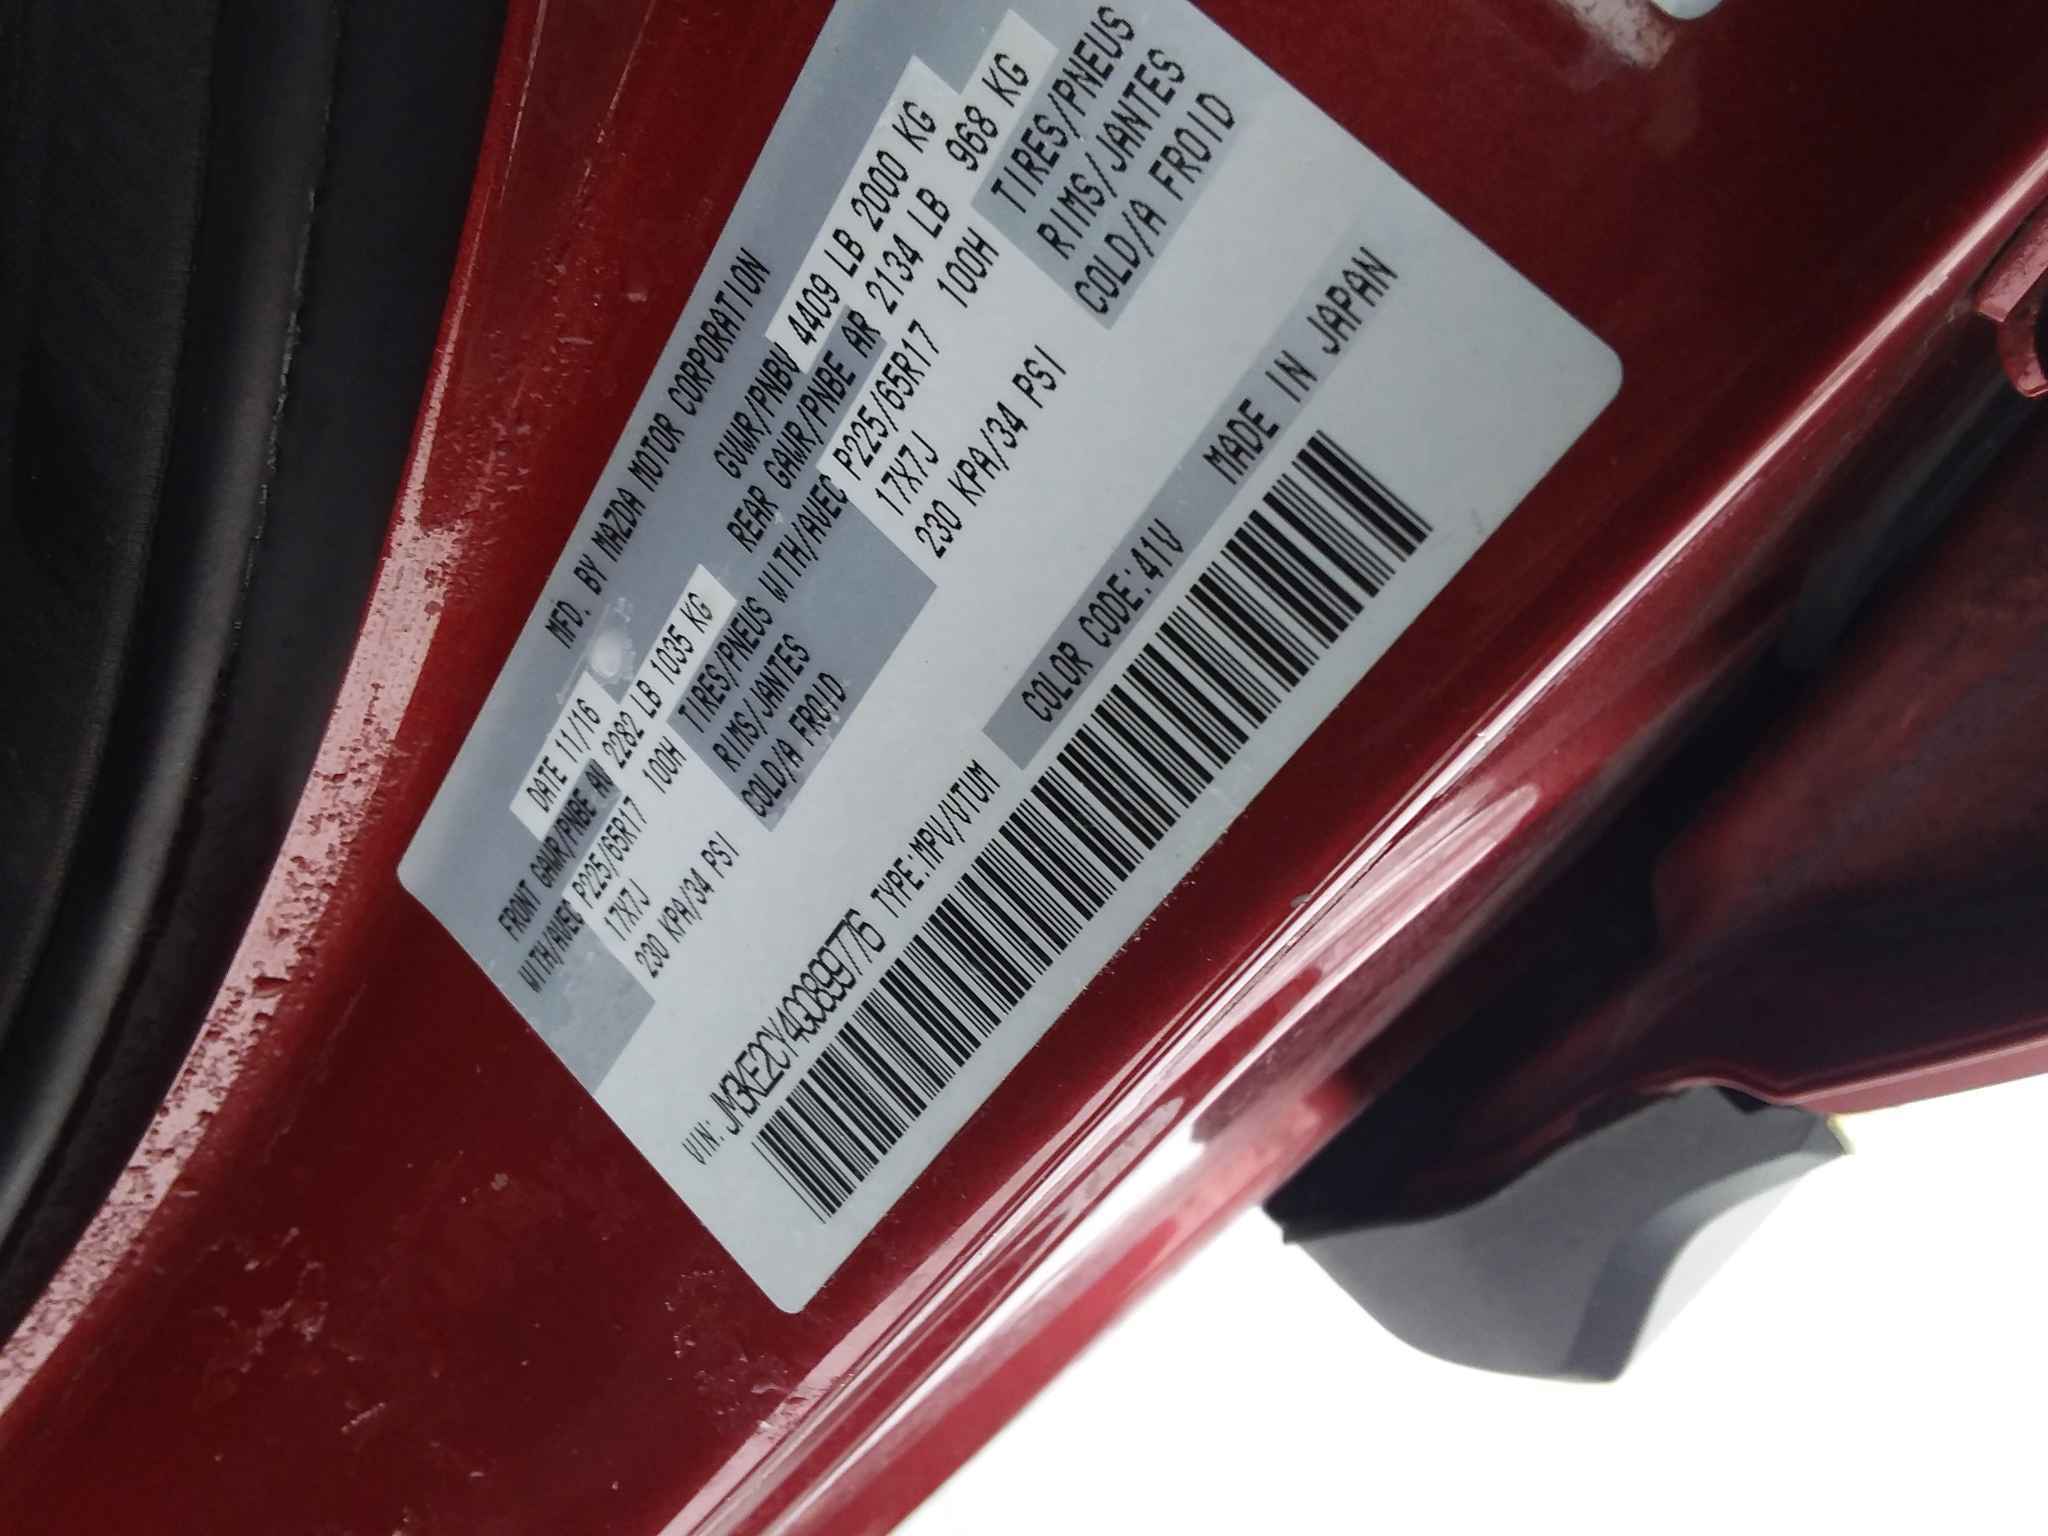 MFD. BY MAZDA MOTOR CORPORATION
DATE 11/16 GVWR/PNBV 4409 LB 2000 KG
FRONT GAWR/PNBE AV 2282 LB 1035 KG REAR GAWR/PNBE AR 2134 LB 968 KG
WITH/AVEC P225/65R17 100H TIRES/PNEUS WITH/AVEC P225/65R17 100H TIRES/PNEUS
17X7J RIMS/JANTES 17X7J RIMS/JANTES
230 KPA/34 PSI COLD/A FROID 230 KPA/34 PSI COLD/A FROID
VIN: JM3KE2CY4G0899776 TYPE:MPV/VTUM COLOR CODE:41V MADE IN JAPAN